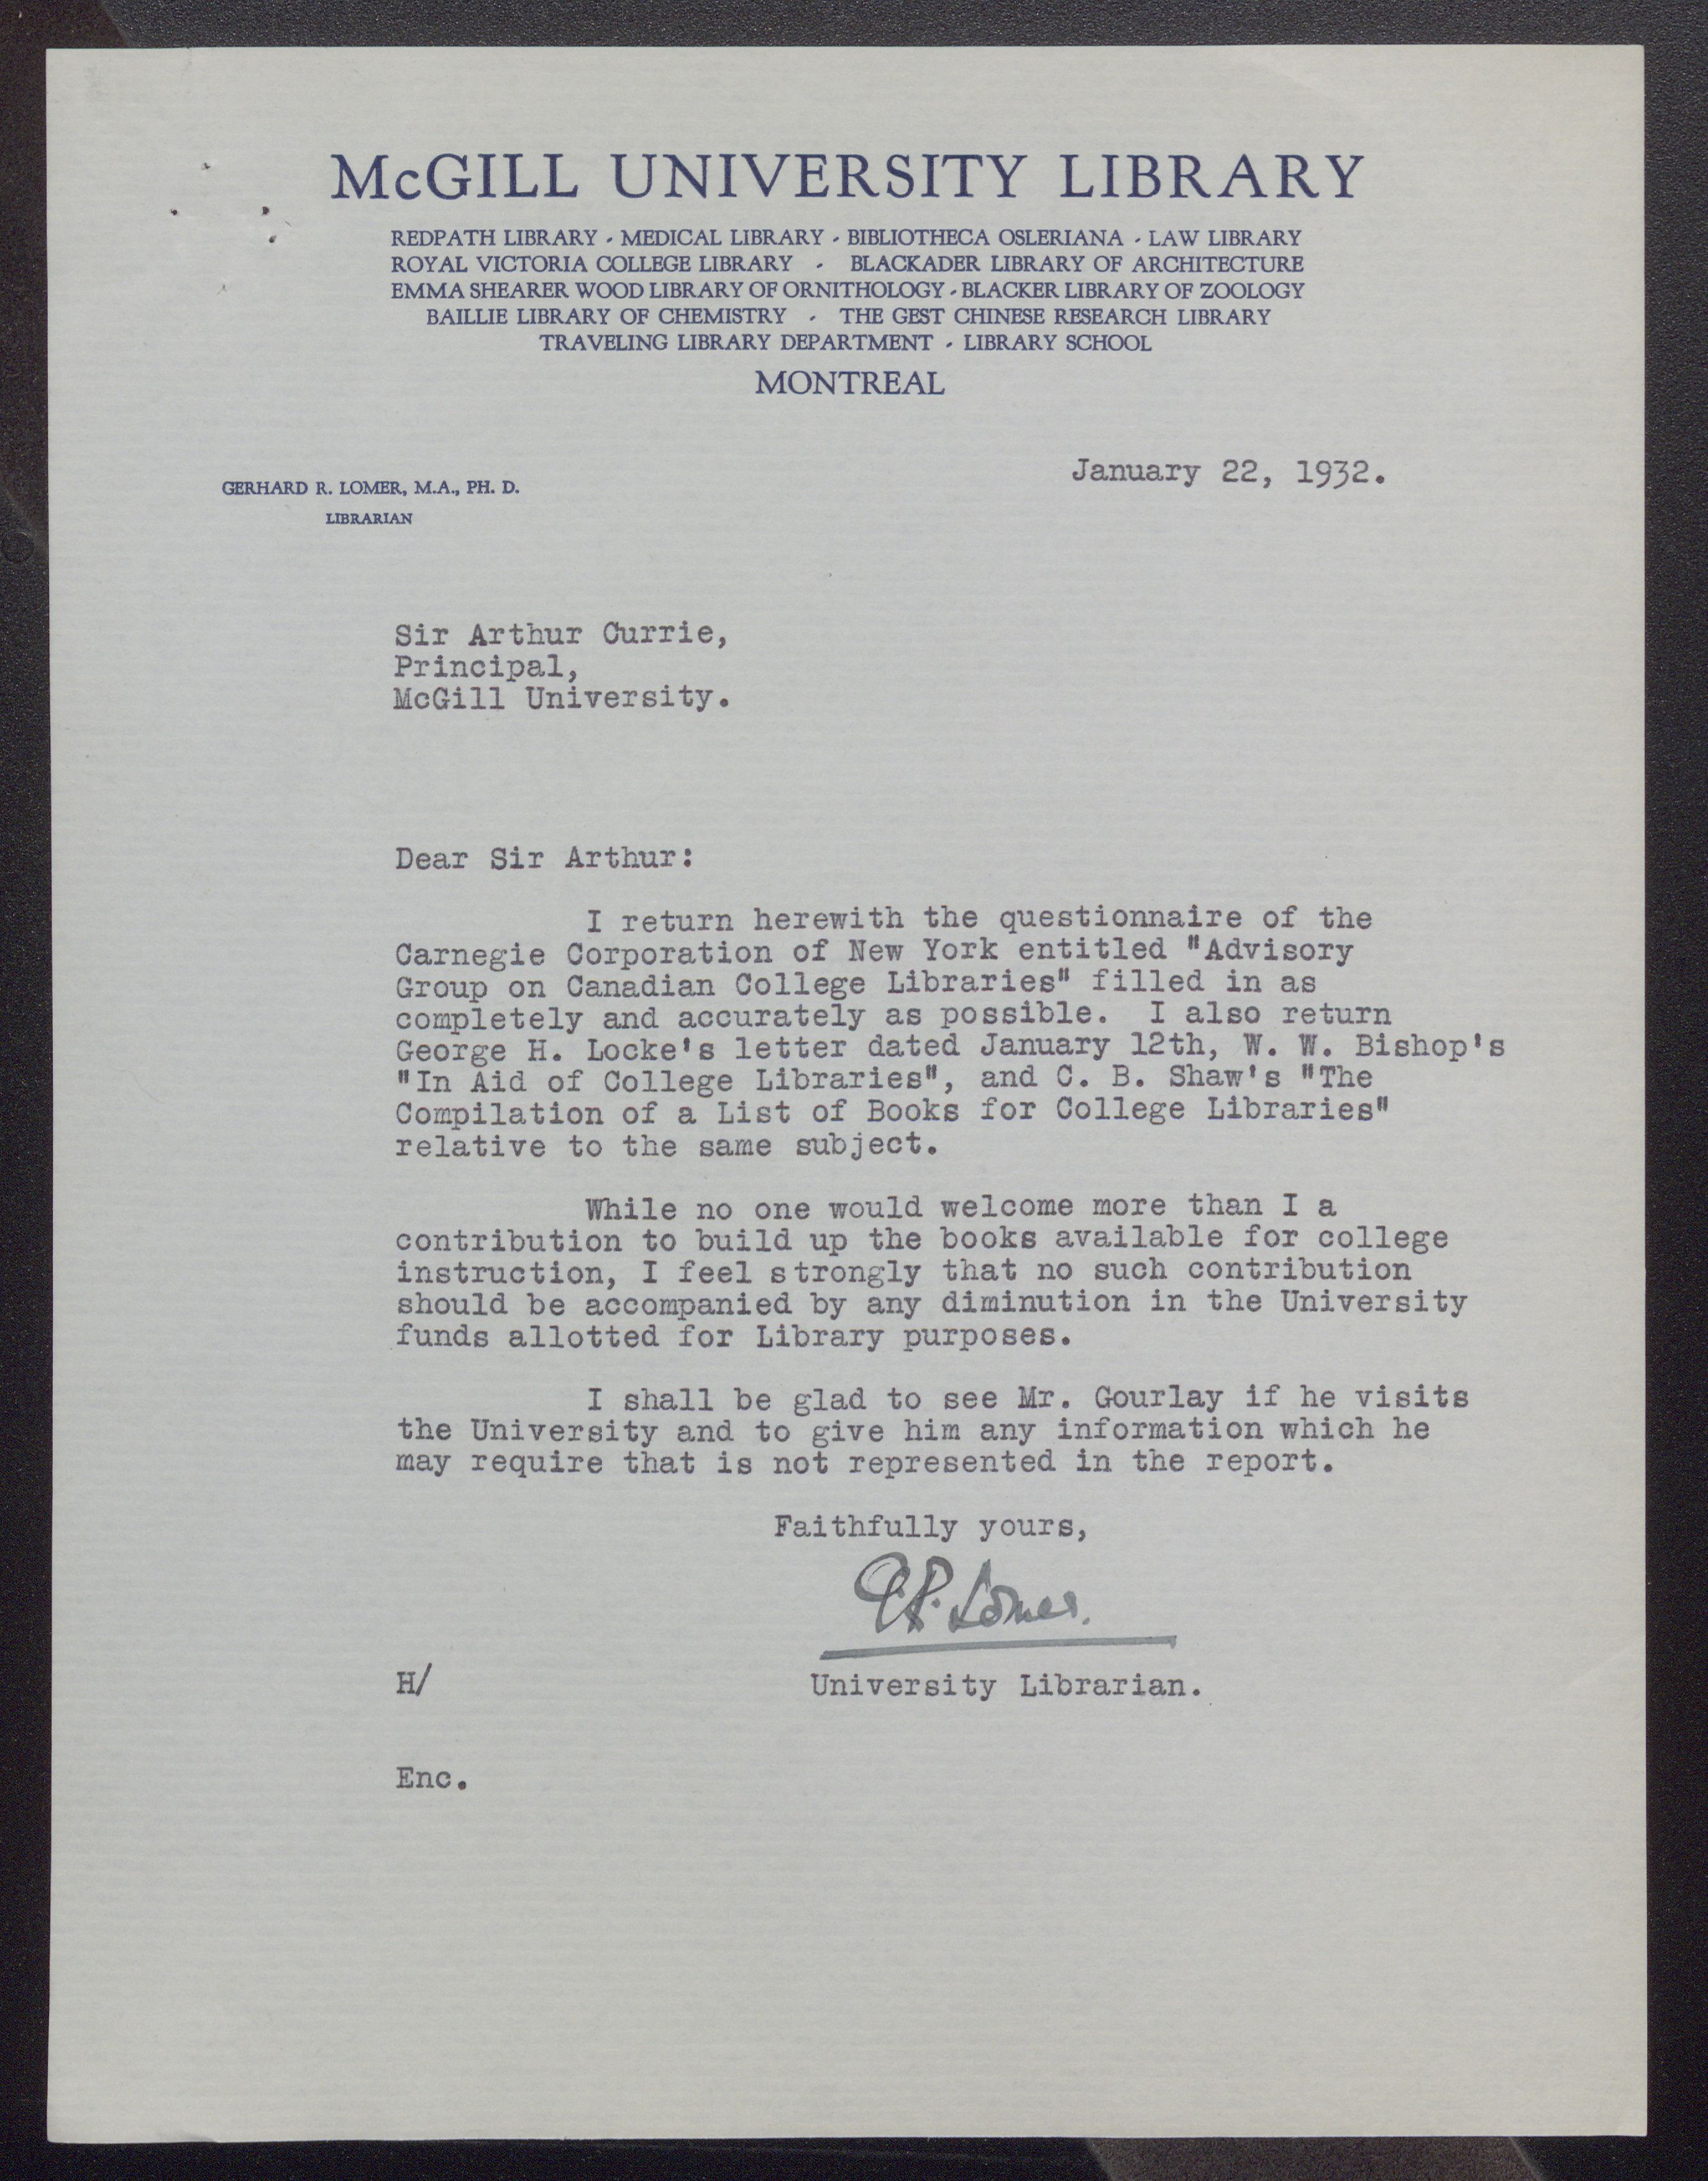 McGILL UNIVERSITY LIBRARY
REDPATH LIBRARY - MEDICAL LIBRARY - BIBLIOTHECA OSLERIANA - LAW LIBRARY
ROYAL VICTORIA COLLEGE LIBRARY - BLACKADER LIBRARY OF ARCHITECTURE
EMMA SHEARER WOOD LIBRARY OF ORNITHOLOGY - BLACKER LIBRARY OF ZOOLOGY
BAILLIE LIBRARY OF CHEMISTRY - THE GEST CHINESE RESEARCH LIBRARY
TRAVELING LIBRARY DEPARTMENT - LIBRARY SCHOOL
MONTREAL
January 22, 1932.
GERHARD R. LOMER, M.A., PH. D.
LIBRARIAN
Sir Arthur Currie,
Principal,
McGill University.
Dear Sir Arthur:
I return herewith the questionnaire of the
Carnegie Corporation of New York entitled "Advisory
Group on Canadian College Libraries" filled in as
completely and accurately as possible. I also return
George H. Locke's letter dated January 12th, W. W. Bishop's
"In Aid of College Libraries", and C. B. Shaw's "The
Compilation of a List of Books for College Libraries"
relative to the same subject.
While no one would welcome more than I a
contribution to build up the books available for college
instruction, I feel strongly that no such contribution
should be accompanied by any diminution in the University
funds allotted for Library purposes.
I shall be glad to see Mr. Gourlay if he visits
the University and to give him any information which he
may require that is not represented in the report.
Faithfully yours,
G.R. Lomer.
H/ University Librarian.
Enc.